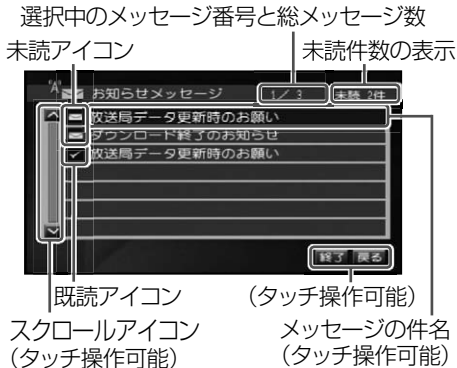 選択中のメッセージ番号と総メッセージ数
未読アイコン
未読件数の表示
お知らせメッセージ 1/3 未読 2件
放送局データ更新時のお願い
ダウンロード終了のお知らせ
放送局データ更新時のお願い
終了 戻る
既読アイコン
(タッチ操作可能)
スクロールアイコン
(タッチ操作可能)
メッセージの件名
(タッチ操作可能)